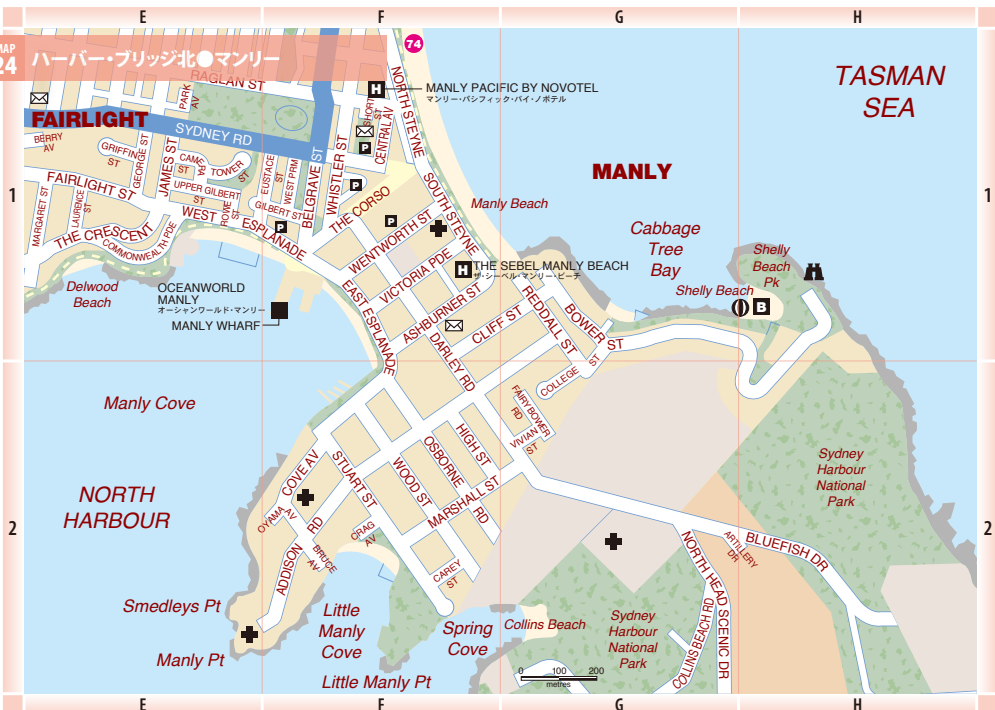 E
F
G
H
MAP
24
ハーバー・ブリッジ北●マンリー
74
RAGLAN ST
PARK AV
NORTH STEYNE
SHORT ST
CENTRAL AV
H
MANLY PACIFIC BY NOVOTEL
マンリー・パシフィック・バイ・ノボテル
TASMAN
SEA
FAIRLIGHT
SYDNEY RD
BERRY
AV
GRIFFIN
ST
GEORGE ST
JAMES ST
CAMERA
ST
TOWER
ST
EUSTACE
ST
WEST PRM
BELGRAVE ST
WHISTLER ST
P
P
P
P
1
1
MANLY
FAIRLIGHT ST
UPPER GILBERT
ST
ROWE
ST
GILBERT ST
THE CORSO
SOUTH STEYNE
Manly Beach
MARGARET ST
LAURENCE
ST
THE CRESCENT
COMMONWEALTH PDE
WEST ESPLANADE
WENTWORTH ST
VICTORIA PDE
Cabbage
Tree
Bay
Shelly
Beach
Pk
Shelly Beach
B
H
THE SEBEL MANLY BEACH
ザ・シーベル・マンリー・ビーチ
Delwood
Beach
OCEANWORLD
MANLY
オーシャンワールド・マンリー
MANLY WHARF
EAST ESPLANADE
ASHBURNER ST
CLIFF ST
REDDALL ST
BOWER
ST
DARLEY RD
COLLEGE
ST
FAIRY BOWER
RD
VIVIAN
ST
Manly Cove
NORTH
HARBOUR
COVE AV
STUART ST
WOOD ST
OSBORNE
RD
HIGH ST
MARSHALL ST
OYAMA
AV
ADDISON RD
BRUCE
AV
CRAG
AV
CAREY
ST
Sydney
Harbour
National
Park
2
2
BLUEFISH DR
ARTILLERY
DR
NORTH HEAD SCENIC DR
COLLINS BEACH RD
Smedleys Pt
Manly Pt
Little
Manly
Cove
Little Manly Pt
Spring
Cove
Collins Beach
Sydney
Harbour
National
Park
0 100 200
metres
E
F
G
H